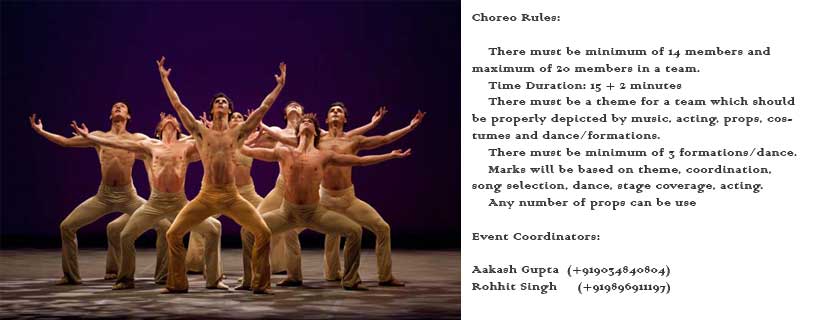 Choreo Rules:
There must be minimum of 14 members and
maximum of 20 members in a team.
Time Duration: 15 + 2 minutes
There must be a theme for a team which should
be properly depicted by music, acting, props, cos-
tumes and dance/formations.
There must be minimum of 3 formations/dance.
Marks will be based on theme, coordination,
song selection, dance, stage coverage, acting.
Any number of props can be use
Event Coordinators:
Aakash Gupta (+919034840804)
Rohhit Singh (+919896911197)